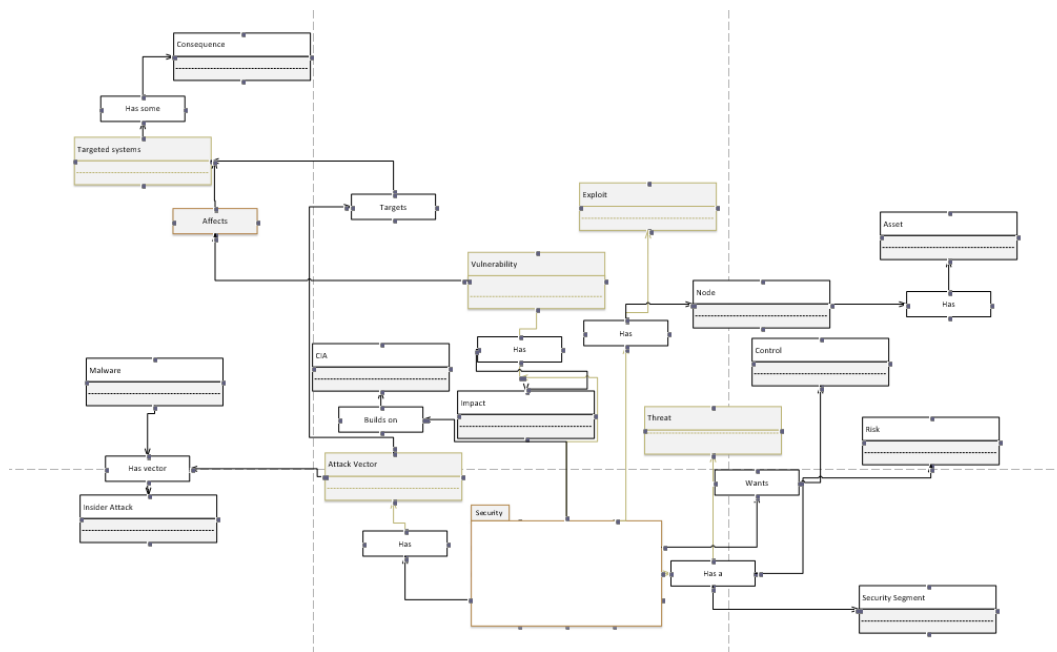 Consequence
Has some
Targeted systems
Exploit
Targets
Affects
Asset
Vulnerability
Node
Has
Has
Has
CIA
Control
Malware
Impact
Builds on
Threat
Risk
Has vector
Attack Vector
Wants
Insider Attack
Security
Has
Has a
Security Segment